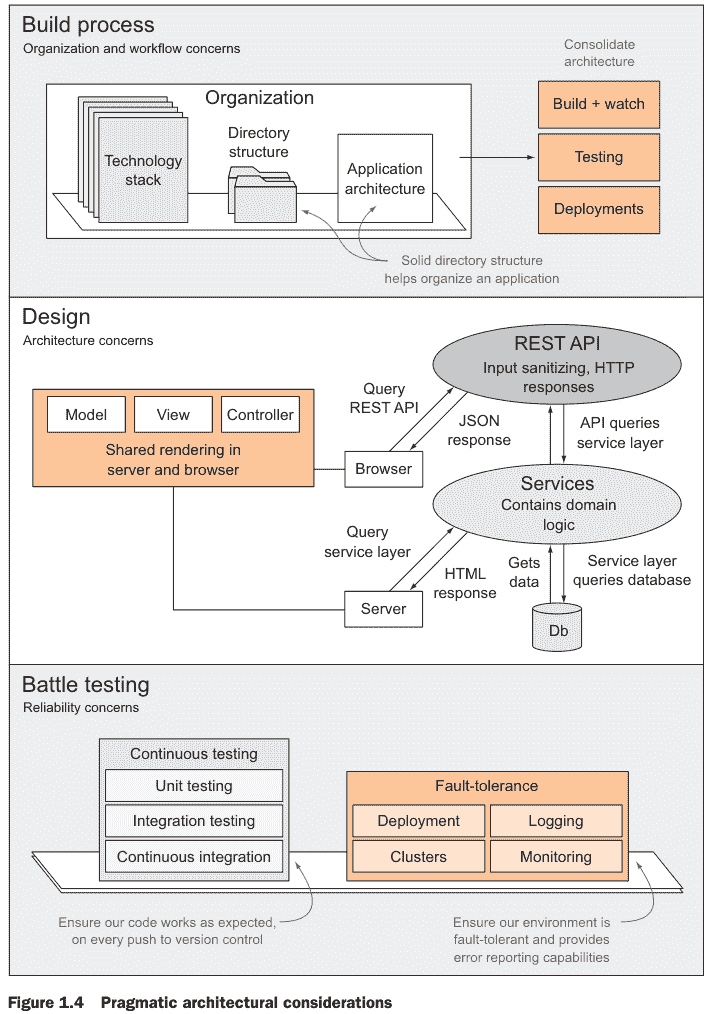 Build process
Organization and workflow concerns
Consolidate
architecture
Organization
Technology
stack
Directory
structure
Application
architecture
Build + watch
Testing
Deployments
Solid directory structure
helps organize an application
Design
Architecture concerns
REST API
Input sanitizing, HTTP
responses
Query
REST API
JSON
response
API queries
service layer
Model
View
Controller
Shared rendering in
server and browser
Browser
Services
Contains domain
logic
Query
service layer
HTML
response
Gets
data
Service layer
queries database
Server
Db
Battle testing
Reliability concerns
Continuous testing
Unit testing
Integration testing
Continuous integration
Fault-tolerance
Deployment
Logging
Clusters
Monitoring
Ensure our code works as expected,
on every push to version control
Ensure our environment is
fault-tolerant and provides
error reporting capabilities
Figure 1.4 Pragmatic architectural considerations